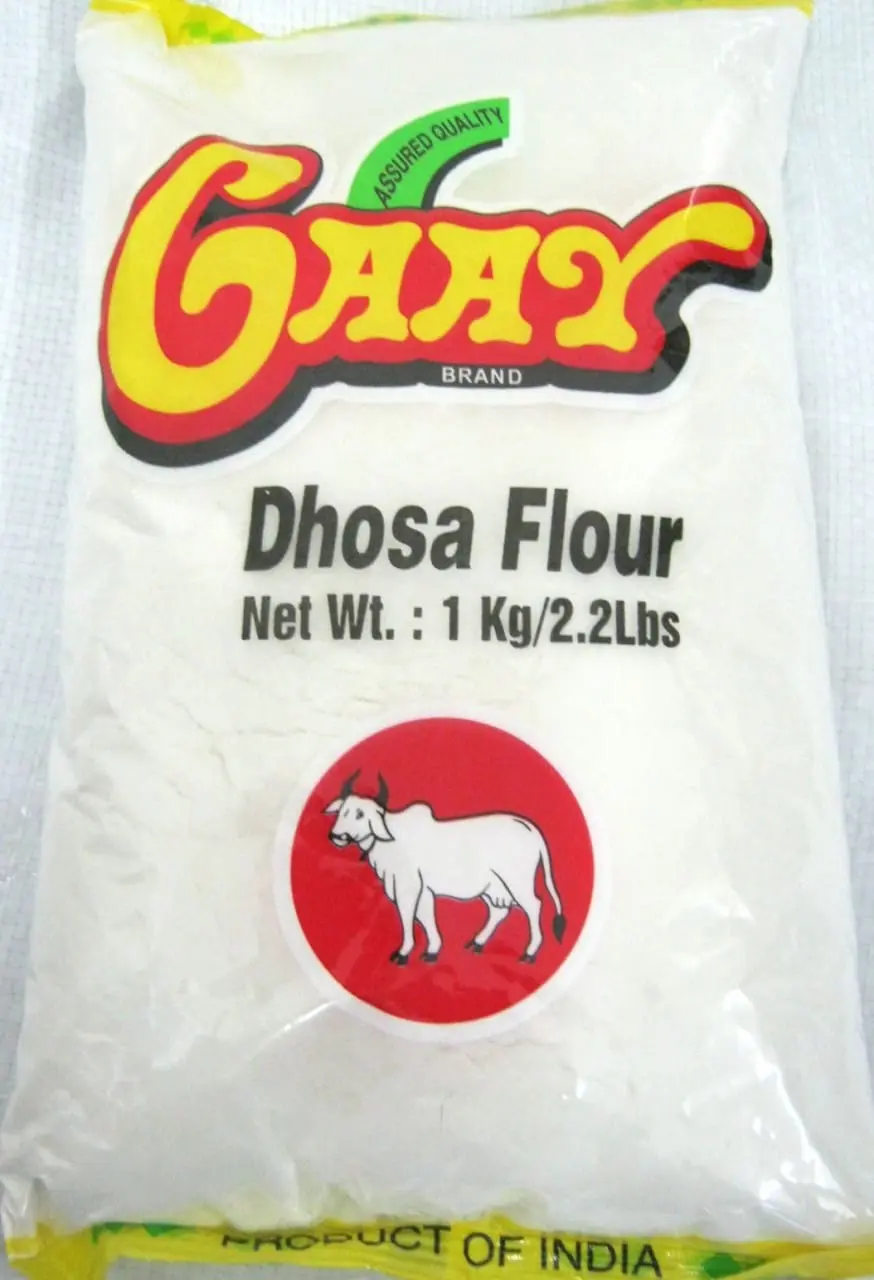 ASSURED QUALITY
GAAY
BRAND
Dhosa Flour
Net Wt. : 1 Kg/2.2Lbs
PRODUCT OF INDIA